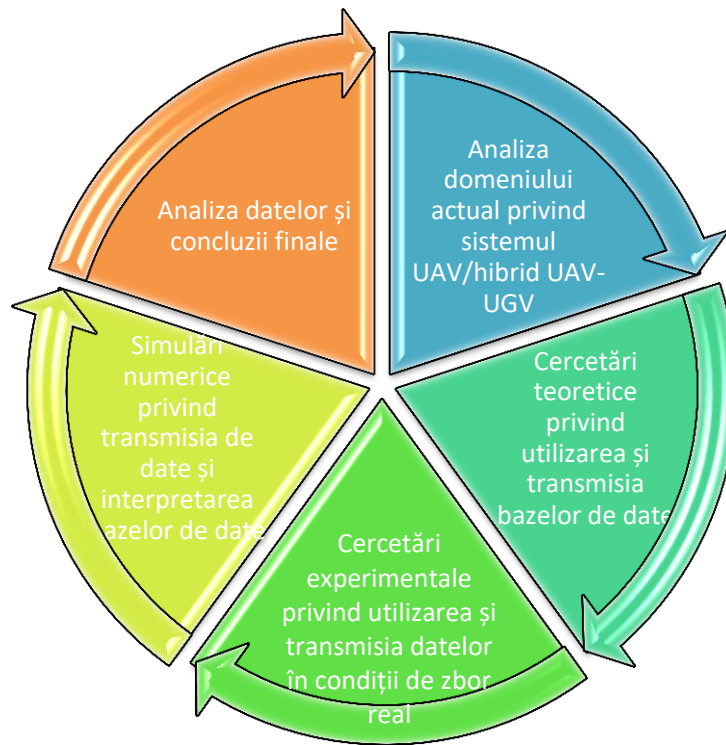 Analiza
domeniului
actual privind
sistemul
UAV/hibrid UAV-
UGV
Cercetări
teoretice
privind
utilizarea și
transmisia
bazelor de date
Cercetări
experimentale
privind utilizarea și
transmisia datelor
în condiții de zbor
real
Simulări
numerice
privind
transmisia de
date și
interpretarea
azelor de date
Analiza datelor și
concluzii finale